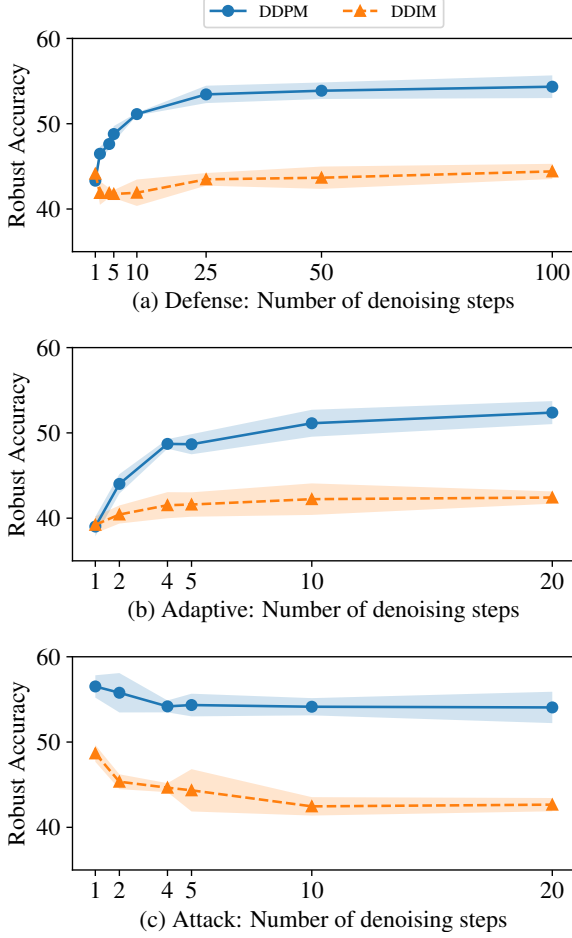 DDPM DDIM
60
50
40
Robust Accuracy
1 5 10 25 50 100
(a) Defense: Number of denoising steps
60
50
40
Robust Accuracy
1 2 4 5 10 20
(b) Adaptive: Number of denoising steps
60
50
40
Robust Accuracy
1 2 4 5 10 20
(c) Attack: Number of denoising steps